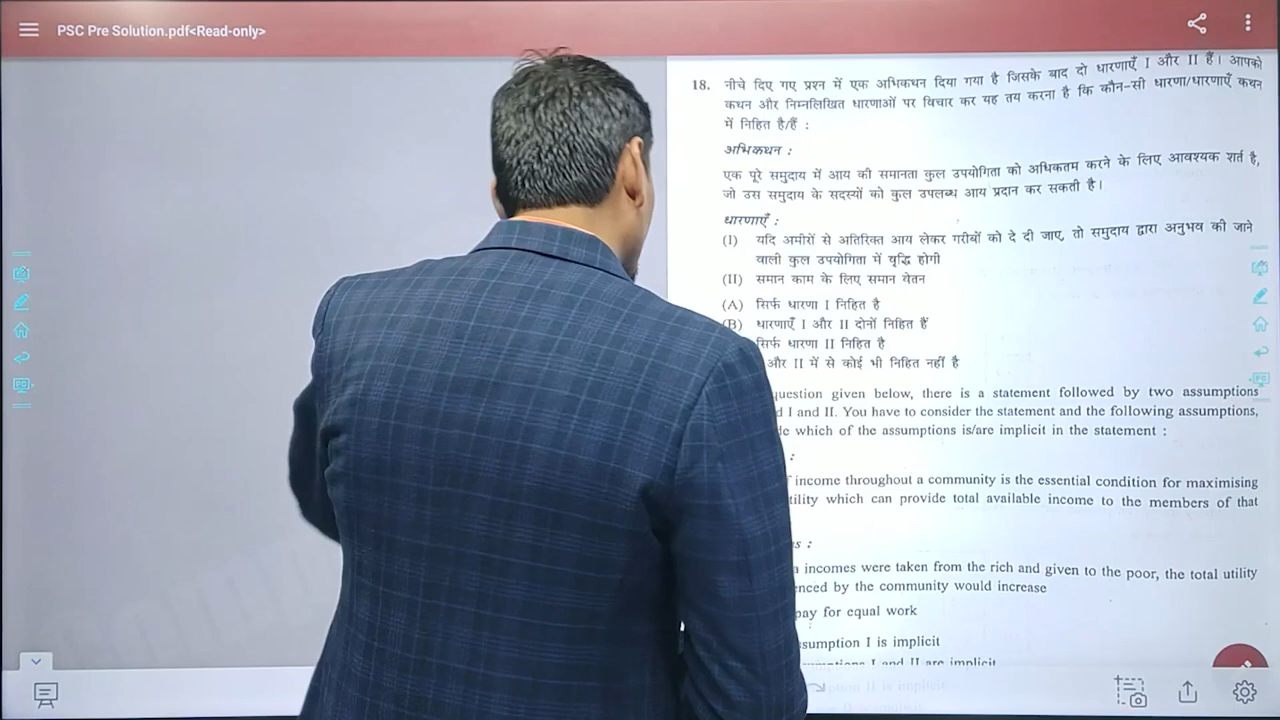 PSC Pre Solution.pdf<Read-only>
18. नीचे दिए गए प्रश्न में एक अभिकथन दिया गया है जिसके बाद दो धारणाएँ I और II हैं। आपको
कथन और निम्नलिखित धारणाओं पर विचार कर यह तय करना है कि कौन-सी धारणा/धारणाएँ कथन
में निहित है/हैं :
अभिकथन :
एक पूरे समुदाय में आय की समानता कुल उपयोगिता को अधिकतम करने के लिए आवश्यक शर्त है,
जो उस समुदाय के सदस्यों को कुल उपलब्ध आय प्रदान कर सकती है।
धारणाएँ :
(I) यदि अमीरों से अतिरिक्त आय लेकर गरीबों को दे दी जाए, तो समुदाय द्वारा अनुभव की जाने
वाली कुल उपयोगिता में वृद्धि होगी
(II) समान काम के लिए समान वेतन
(A) सिर्फ धारणा I निहित है
(B) धारणाएँ I और II दोनों निहित हैं
सिर्फ धारणा II निहित है
और II में से कोई भी निहित नहीं है
question given below, there is a statement followed by two assumptions
I and II. You have to consider the statement and the following assumptions,
which of the assumptions is/are implicit in the statement :
:
income throughout a community is the essential condition for maximising
which can provide total available income to the members of that
:
incomes were taken from the rich and given to the poor, the total utility
by the community would increase
pay for equal work
I is implicit
I and II are implicit
II is implicit